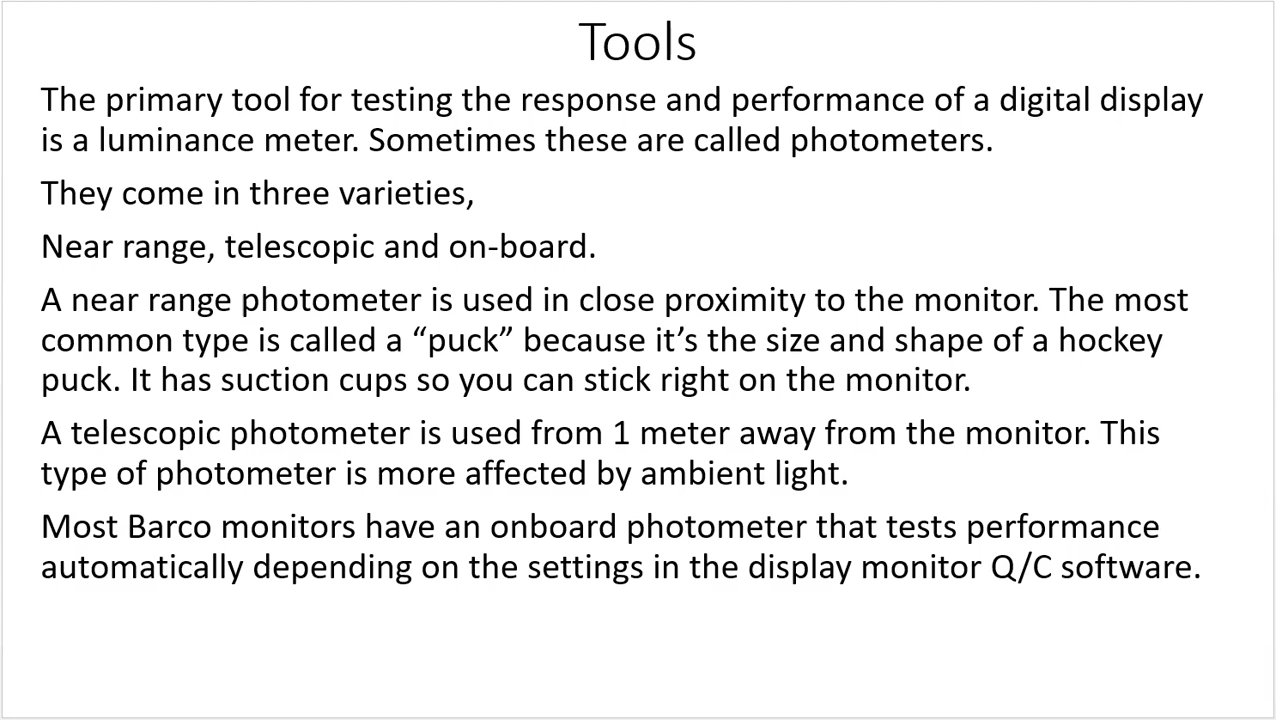 Tools
The primary tool for testing the response and performance of a digital display
is a luminance meter. Sometimes these are called photometers.
They come in three varieties,
Near range, telescopic and on-board.
A near range photometer is used in close proximity to the monitor. The most
common type is called a “puck” because it’s the size and shape of a hockey
puck. It has suction cups so you can stick right on the monitor.
A telescopic photometer is used from 1 meter away from the monitor. This
type of photometer is more affected by ambient light.
Most Barco monitors have an onboard photometer that tests performance
automatically depending on the settings in the display monitor Q/C software.